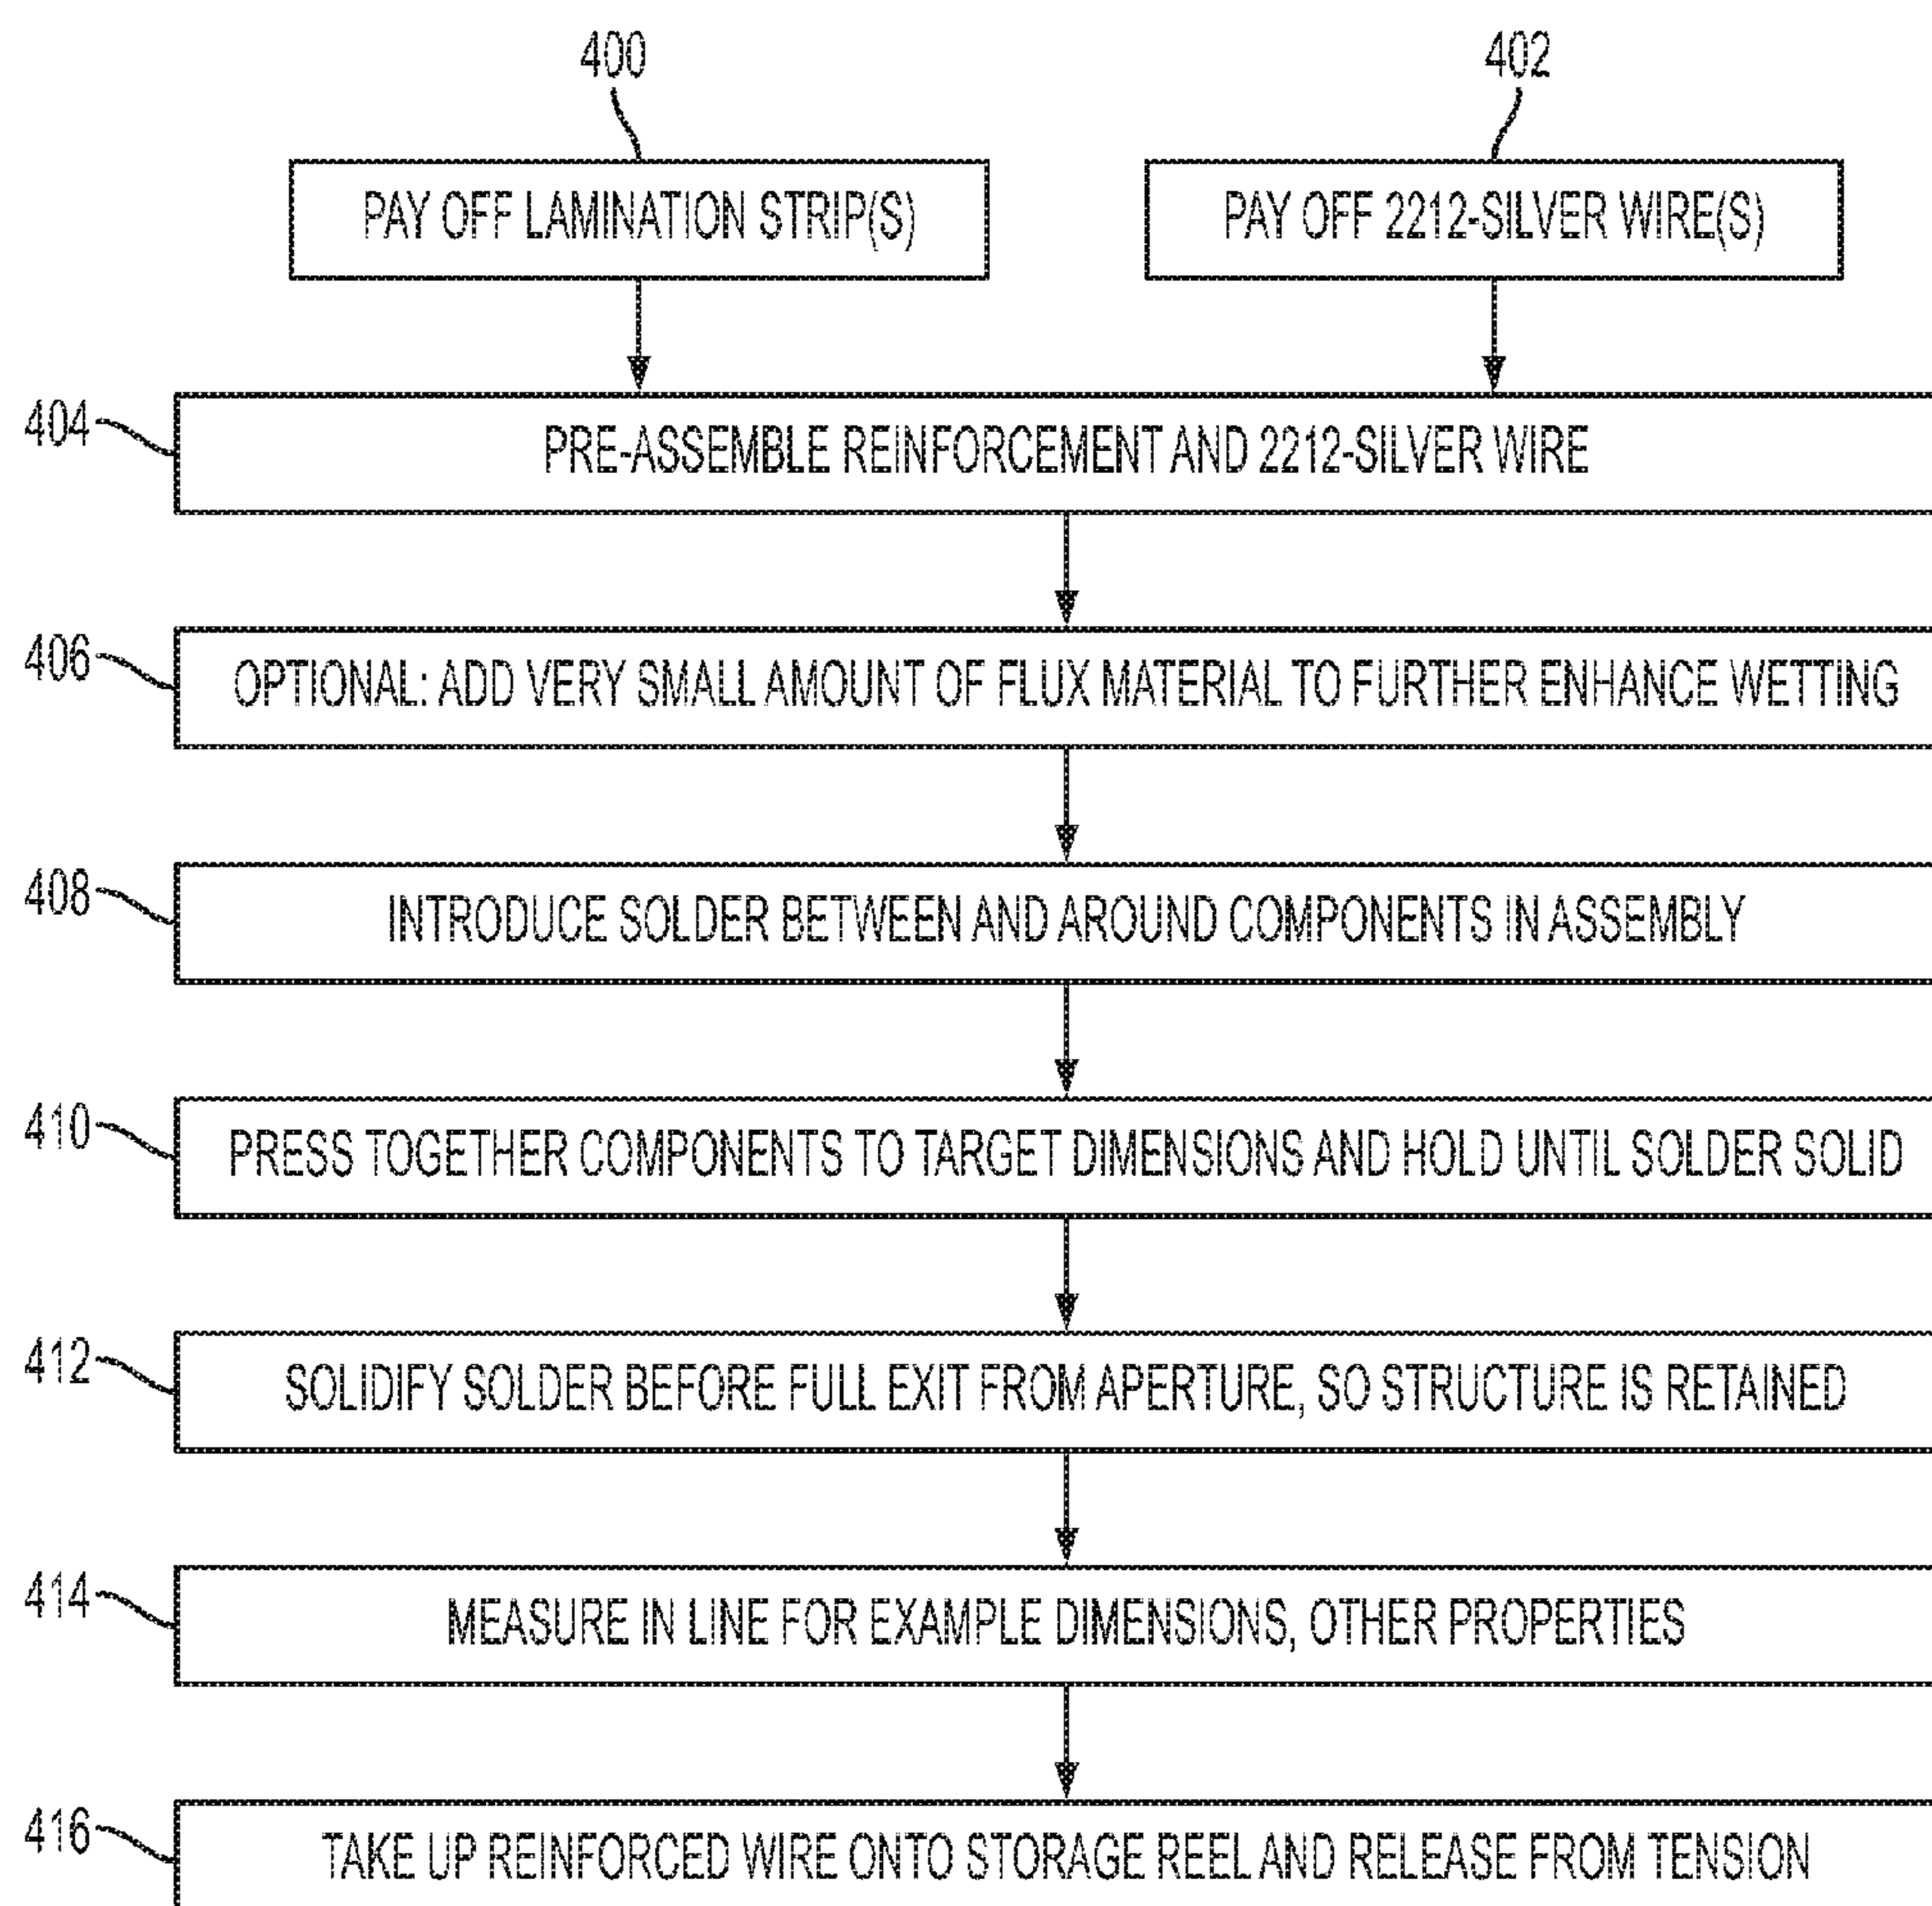 400
402
PAY OFF LAMINATION STRIP(S)
PAY OFF 2212-SILVER WIRE(S)
404
PRE-ASSEMBLE REINFORCEMENT AND 2212-SILVER WIRE
406
OPTIONAL: ADD VERY SMALL AMOUNT OF FLUX MATERIAL TO FURTHER ENHANCE WETTING
408
INTRODUCE SOLDER BETWEEN AND AROUND COMPONENTS IN ASSEMBLY
410
PRESS TOGETHER COMPONENTS TO TARGET DIMENSIONS AND HOLD UNTIL SOLDER SOLID
412
SOLIDIFY SOLDER BEFORE FULL EXIT FROM APERTURE, SO STRUCTURE IS RETAINED
414
MEASURE IN LINE FOR EXAMPLE DIMENSIONS, OTHER PROPERTIES
416
TAKE UP REINFORCED WIRE ONTO STORAGE REEL AND RELEASE FROM TENSION